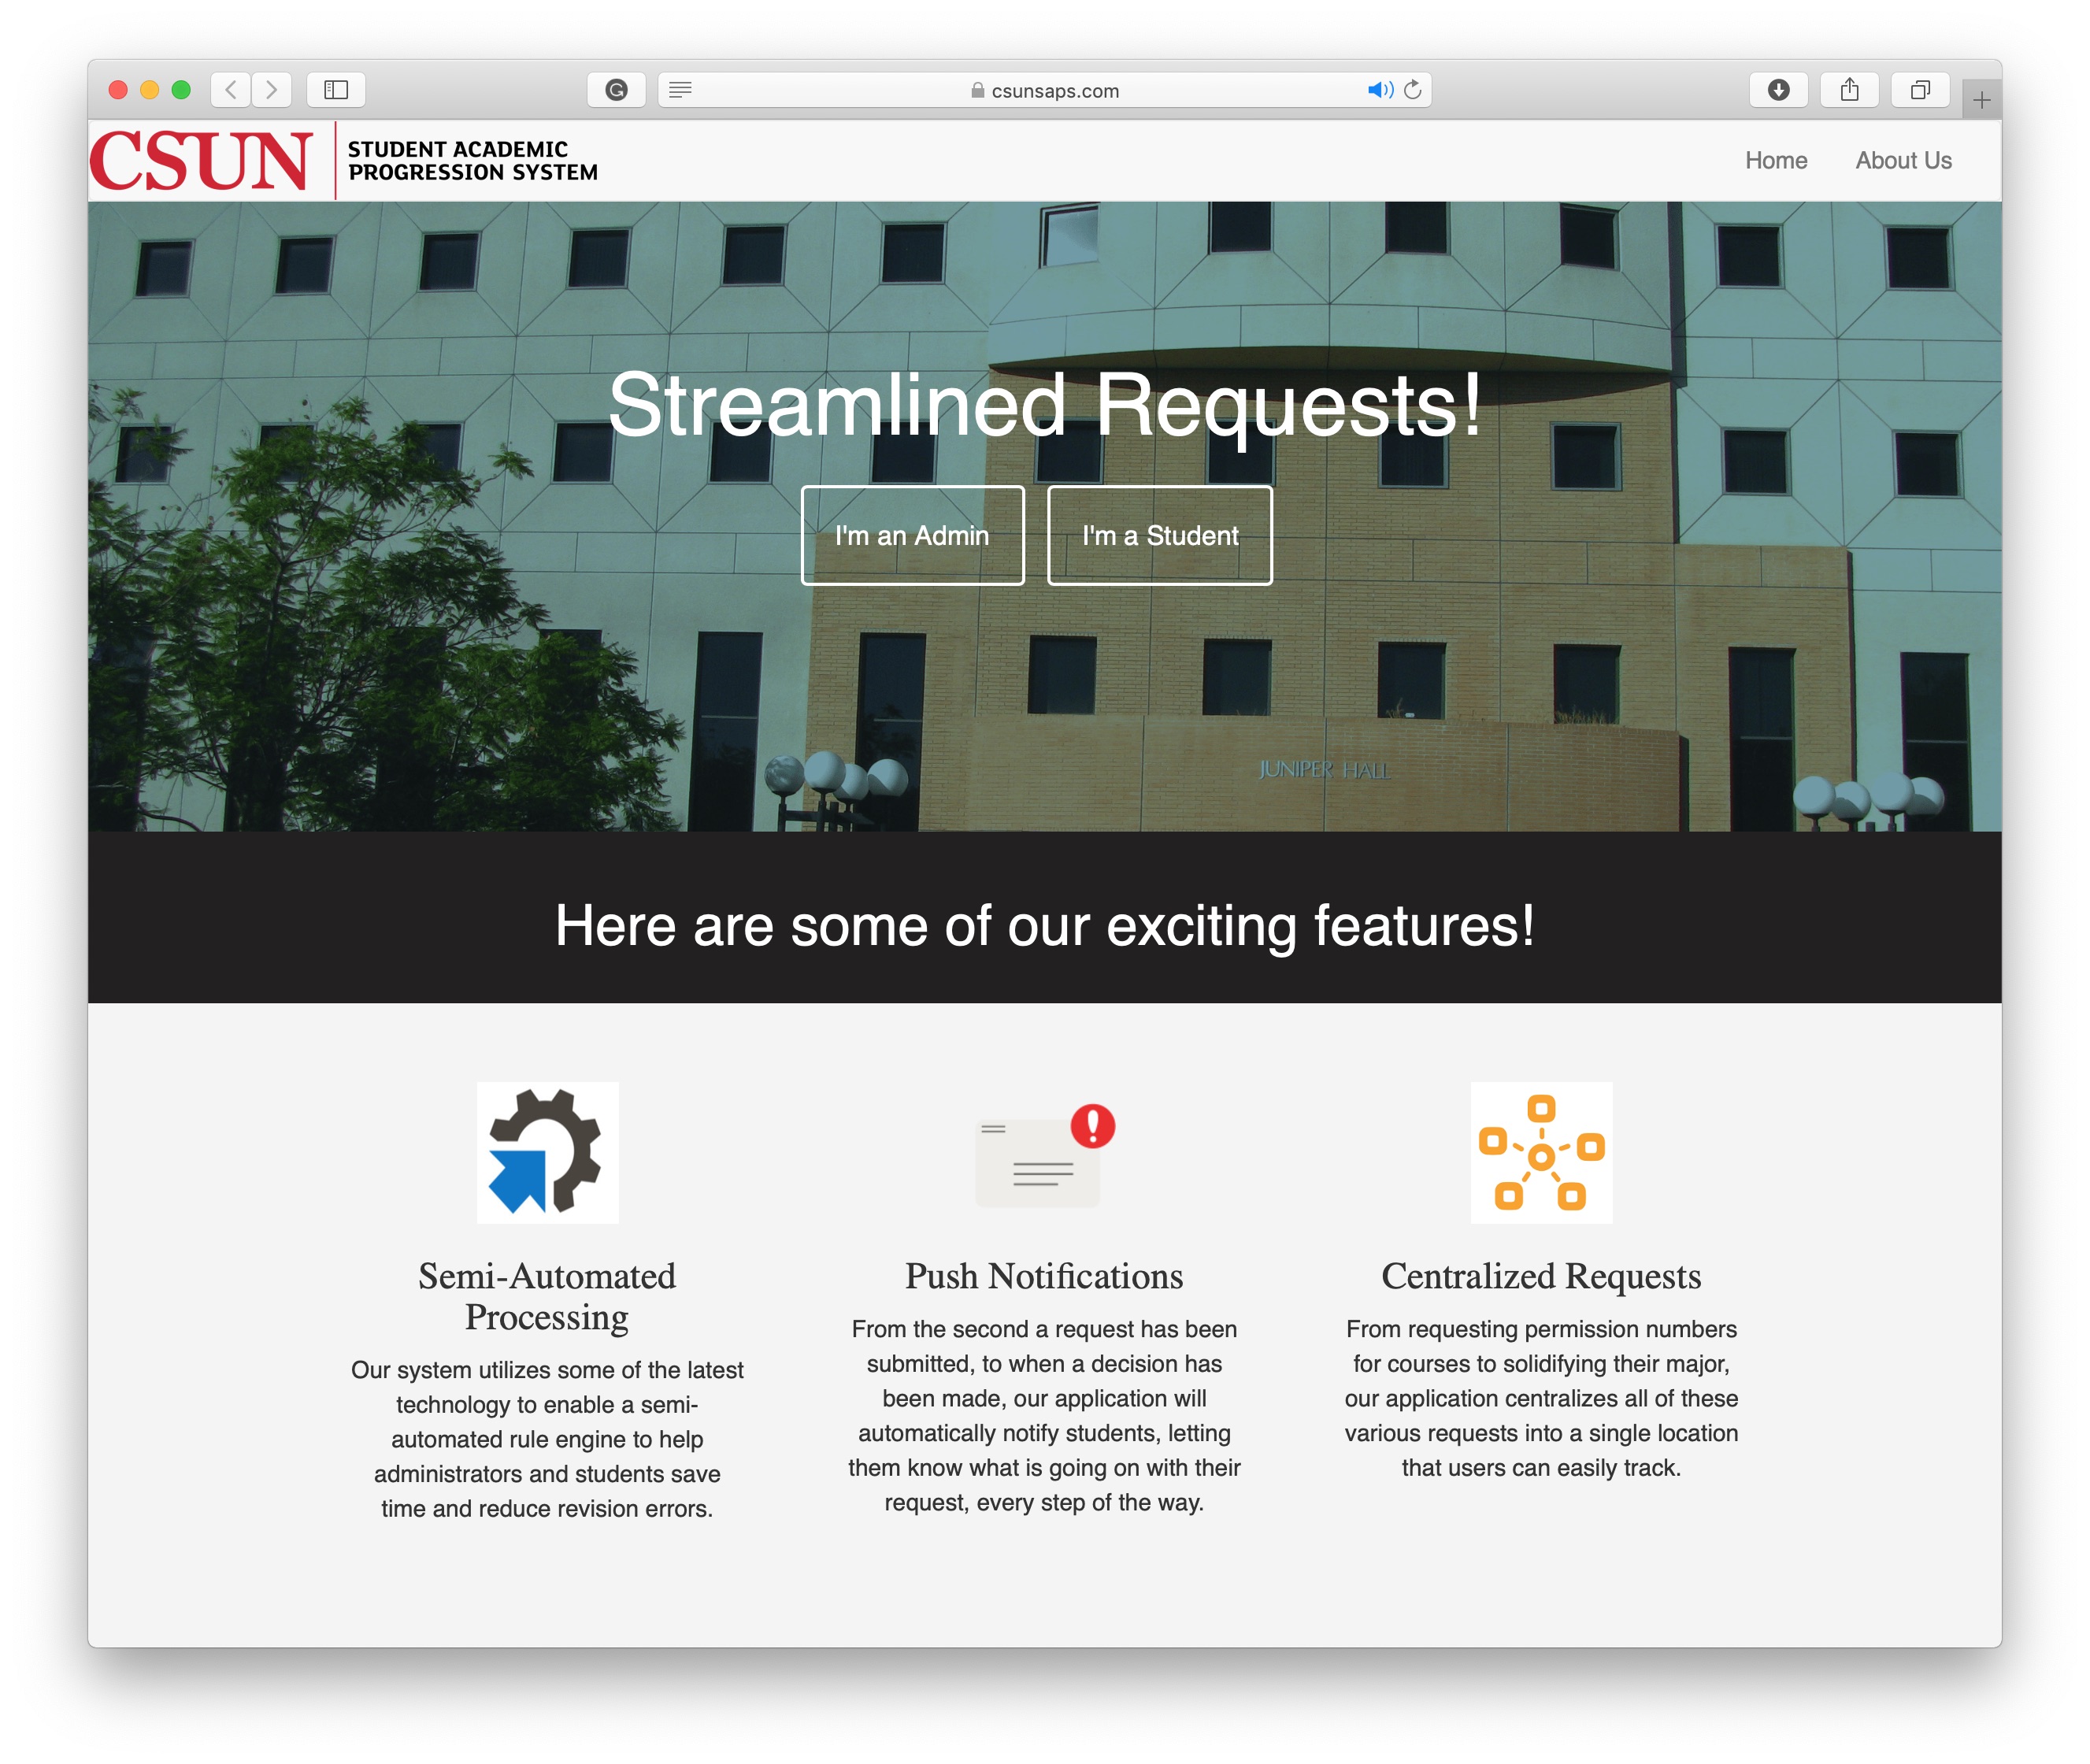 csunsaps.com
CSUN
STUDENT ACADEMIC
PROGRESSION SYSTEM
Home
About Us
Streamlined Requests!
I'm an Admin
I'm a Student
JUNIPER HALL
Here are some of our exciting features!
Semi-Automated
Processing
Our system utilizes some of the latest
technology to enable a semi-
automated rule engine to help
administrators and students save
time and reduce revision errors.
Push Notifications
From the second a request has been
submitted, to when a decision has
been made, our application will
automatically notify students, letting
them know what is going on with their
request, every step of the way.
Centralized Requests
From requesting permission numbers
for courses to solidifying their major,
our application centralizes all of these
various requests into a single location
that users can easily track.